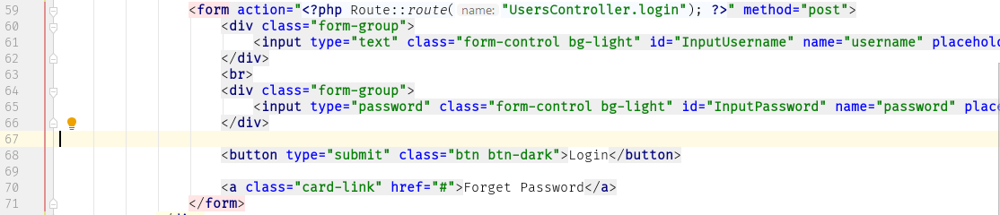 59 <form action="<?php Route::route( name: "UsersController.login"); ?>" method="post">
60 <div class="form-group">
61 <input type="text" class="form-control bg-light" id="InputUsername" name="username" placehol
62 </div>
63 <br>
64 <div class="form-group">
65 <input type="password" class="form-control bg-light" id="InputPassword" name="password" plac
66 </div>
67
68 <button type="submit" class="btn btn-dark">Login</button>
69
70 <a class="card-link" href="#">Forget Password</a>
71 </form>